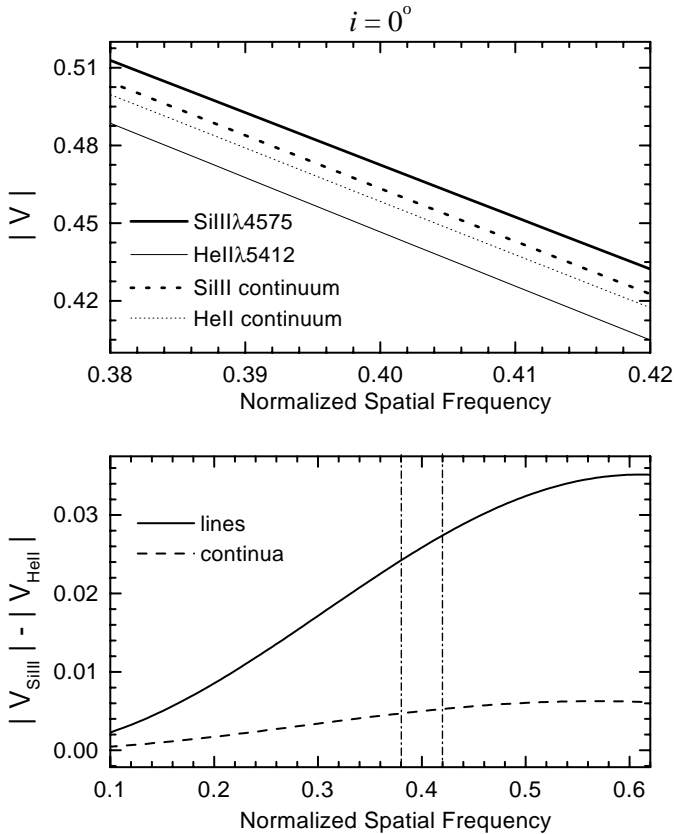 i = 0°
0.51
0.48
0.45
0.42
| V |
SiIIIλ4575
HeIIλ5412
SiIII continuum
HeII continuum
0.38 0.39 0.40 0.41 0.42
Normalized Spatial Frequency
0.03
0.02
0.01
0.00
| V_SiIII | - | V_HeII |
lines
continua
0.1 0.2 0.3 0.4 0.5 0.6
Normalized Spatial Frequency